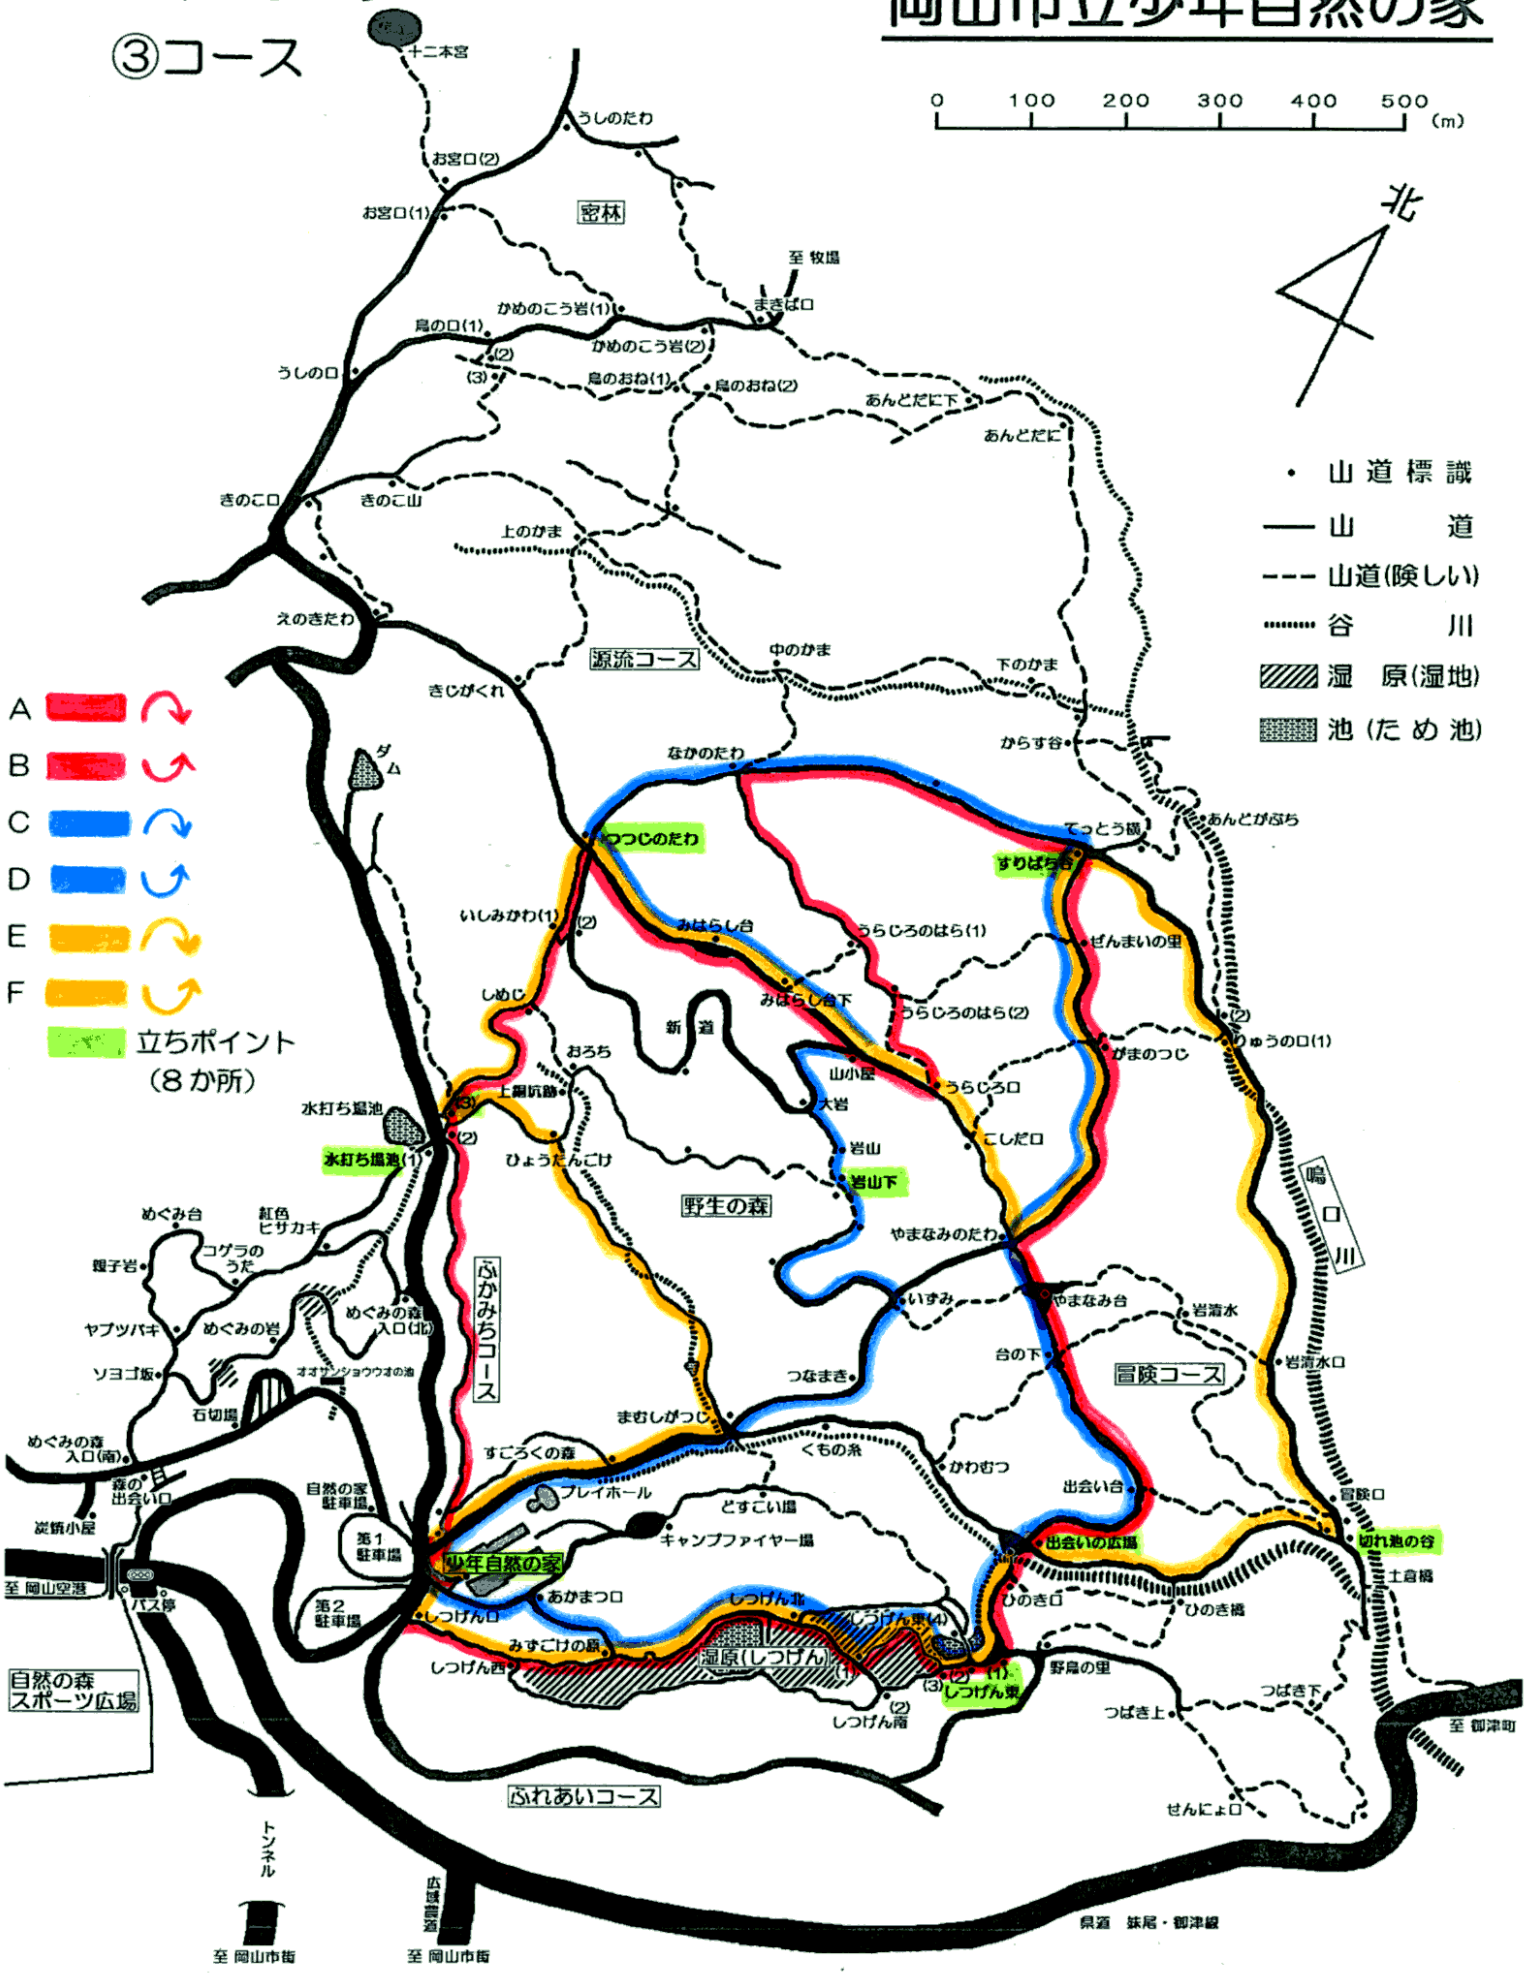 岡山市立少年自然の家
③コース
十二本宮
0 100 200 300 400 500
(m)
うしのたわ
お宮口(2)
お宮口(1)
密林
北
至 牧場
まきば口
かめのこう岩(1)
鳥の口(1)
かめのこう岩(2)
(2)
うしの口
(3)
鳥のおね(1)
鳥のおね(2)
あんどだに下
あんどだに
山道標識
山道
山道(険しい)
谷川
湿原(湿地)
池(ため池)
きのこ口
きのこ山
上のかま
えのきたわ
源流コース
中のかま
下のかま
きじがくれ
A
B
C
D
E
F
立ちポイント
(8か所)
ダム
なかのたわ
からす谷
あんどがぶち
てっとう横
つつじのたわ
すりばち谷
いしみかわ(1)
(2)
みはらし台
うらじろのはら(1)
ぜんまいの里
しめじ
みはらし台下
うらじろのはら(2)
(2)
新道
りゅうの口(1)
おろち
がまのつじ
山小屋
上銅坑跡
うらじろ口
(3)
大岩
水打ち場池
(2)
こしだ口
岩山
水打ち場池(1)
ひょうたんごけ
岩山下
鳴口川
野生の森
めぐみ台
紅色
ヒサカキ
やまなみのたわ
コゲラの
うた
親子岩
ふかみちコース
いずみ
やまなみ台
岩清水
めぐみの森
入口(北)
ヤブツバキ
めぐみの岩
台の下
岩清水口
ソヨゴ坂
オオサンショウウオの池
つなまき
冒険コース
石切場
まむしがつじ
めぐみの森
入口(南)
すごろくの森
くもの糸
かわむつ
森の
出会い口
自然の家
駐車場
プレイホール
出会い台
冒険口
どすこい場
炭焼小屋
第1
駐車場
キャンプファイヤー場
出会いの広場
切れ池の谷
少年自然の家
至 岡山空港
バス停
第2
駐車場
あかまつ口
土倉橋
しつげん口
しつげん北
しつげん東(4)
ひのき口
ひのき橋
みずごけの原
湿原(しつげん)
しつげん西
(1)
(3)
(2)
(1)
野鳥の里
自然の森
スポーツ広場
しつげん東
(2)
しつげん南
つばき上
つばき下
至 御津町
ふれあいコース
せんにょ口
トンネル
広域農道
県道 妹尾・御津線
至 岡山市街
至 岡山市街